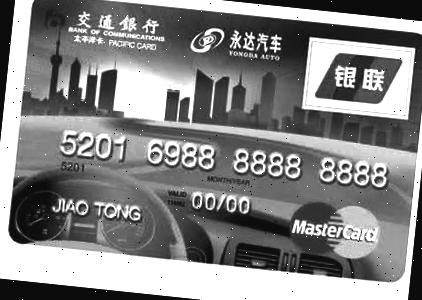 交通銀行
BANK OF COMMUNICATIONS
太平洋卡 PACIFIC CARD
永达汽车
YONGDA AUTO
银联
5201 6988 8888 8888
5201
MONTH/YEAR
VALID
THRU
00/00
JIAO TONG
MasterCard